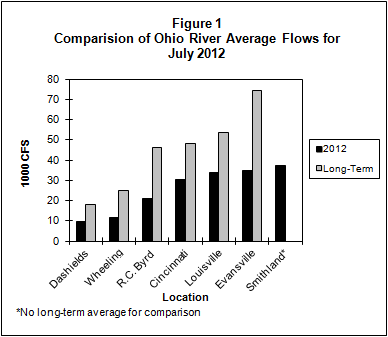 Figure 1
Comparision of Ohio River Average Flows for
July 2012
80
70
60
50
40
30
20
10
0
1000 CFS
Dashields
Wheeling
R.C. Byrd
Cincinnati
Louisville
Evansville
Smithland*
Location
2012
Long-Term
*No long-term average for comparison